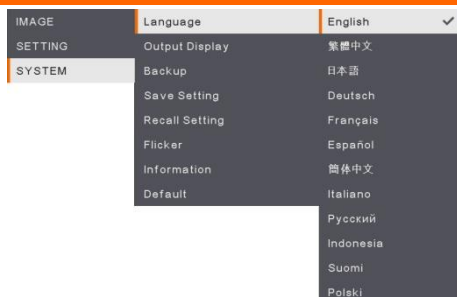 IMAGE
SETTING
SYSTEM
Language
Output Display
Backup
Save Setting
Recall Setting
Flicker
Information
Default
English
繁體中文
日本語
Deutsch
Français
Español
简体中文
Italiano
Русский
Indonesia
Suomi
Polski